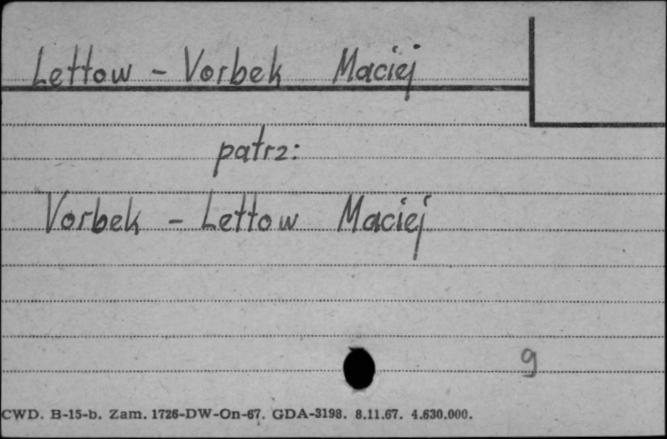 Lettow - Vorbek Maciej
patrz:
Vorbek - Lettow Maciej
9
CWD. B-15-b. Zam. 1726-DW-On-67. GDA-3198. 8.11.67. 4.630.000.